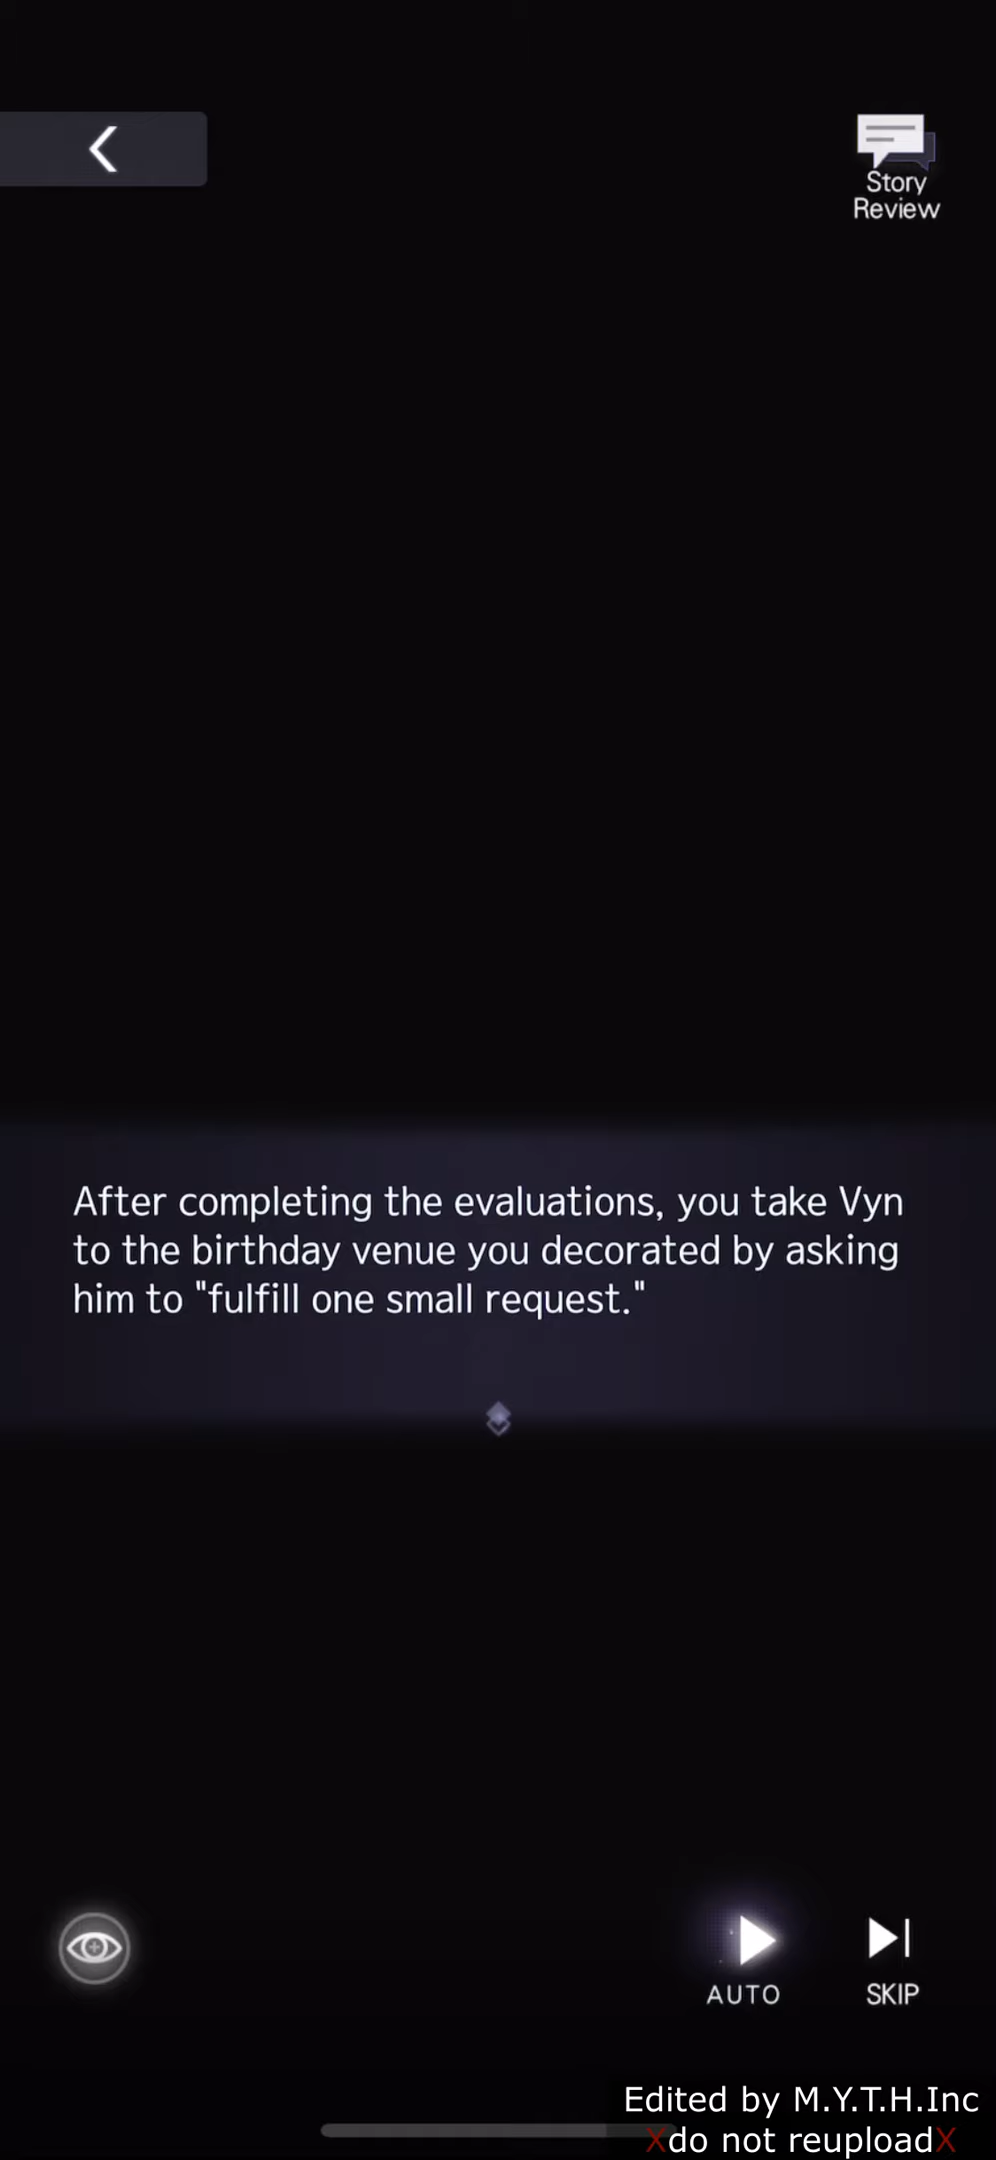 Story
Review
After completing the evaluations, you take Vyn
to the birthday venue you decorated by asking
him to "fulfill one small request."
AUTO
SKIP
Edited by M.Y.T.H.Inc
Xdo not reuploadX